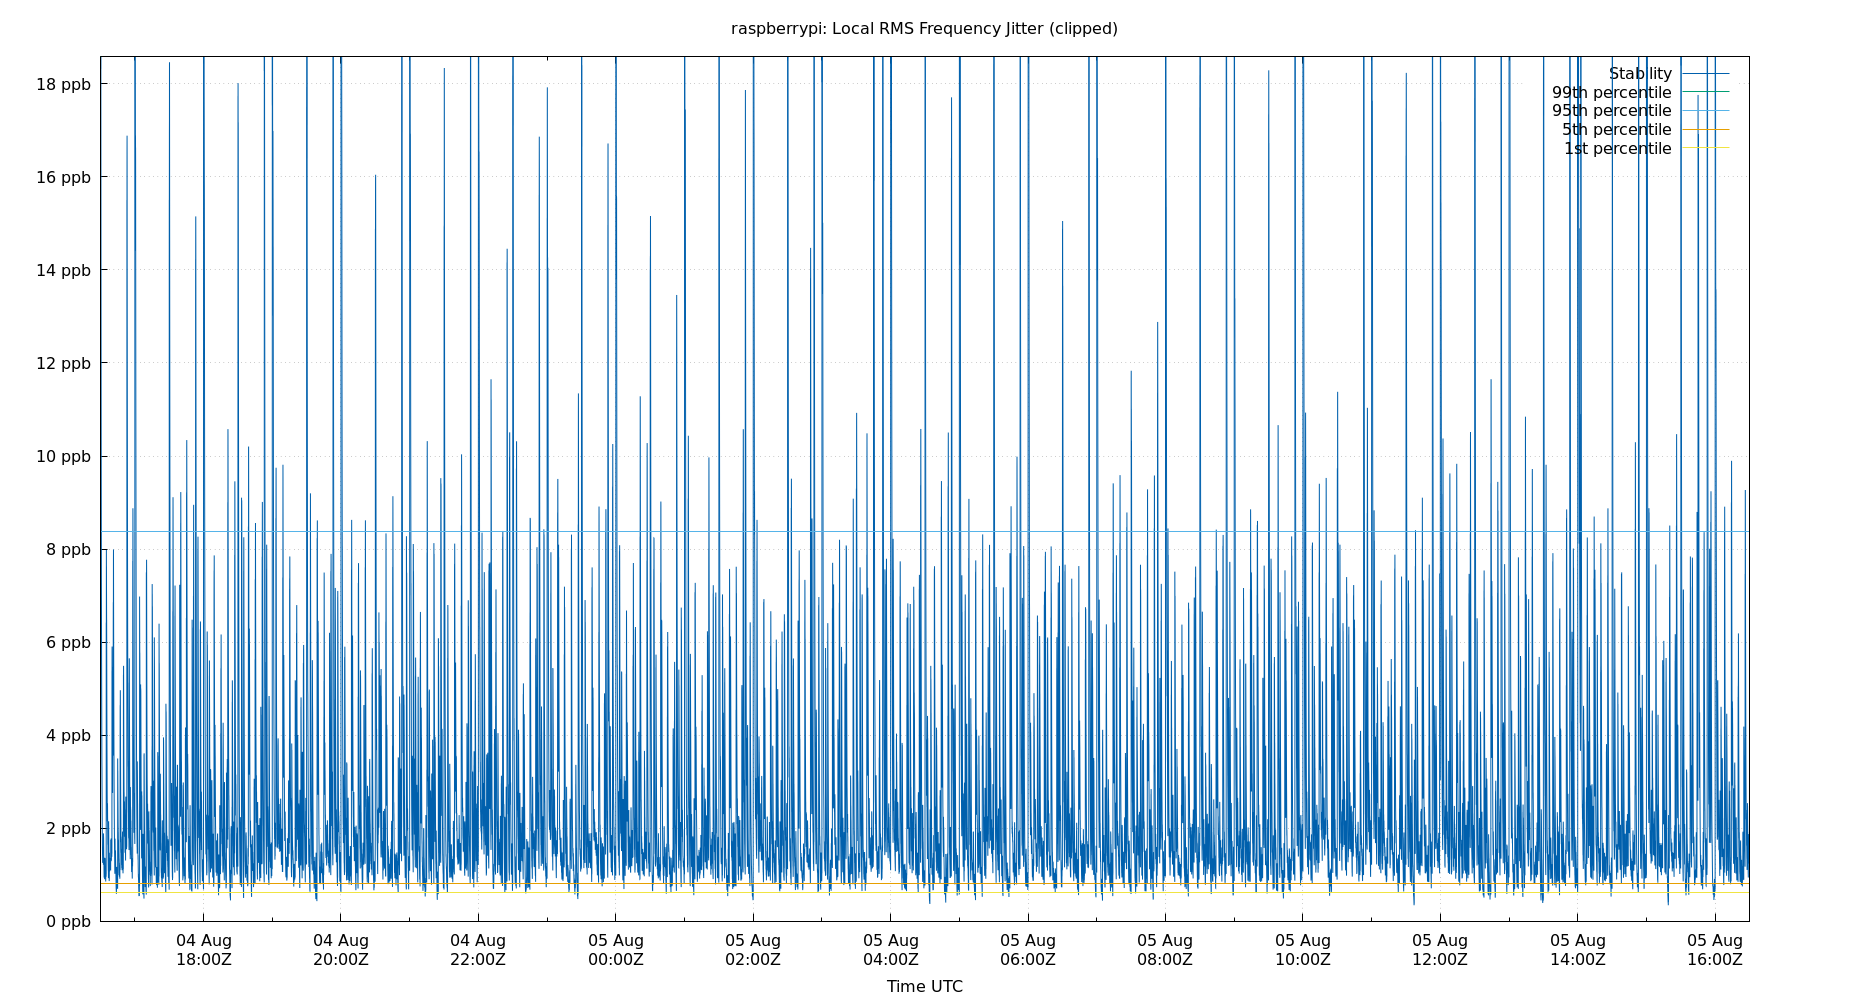 raspberrypi: Local RMS Frequency Jitter (clipped)
18 ppb
16 ppb
14 ppb
12 ppb
10 ppb
8 ppb
6 ppb
4 ppb
2 ppb
0 ppb
Stability
99th percentile
95th percentile
5th percentile
1st percentile
04 Aug 04 Aug 04 Aug 05 Aug 05 Aug 05 Aug 05 Aug 05 Aug 05 Aug 05 Aug 05 Aug 05 Aug
18:00Z 20:00Z 22:00Z 00:00Z 02:00Z 04:00Z 06:00Z 08:00Z 10:00Z 12:00Z 14:00Z 16:00Z
Time UTC